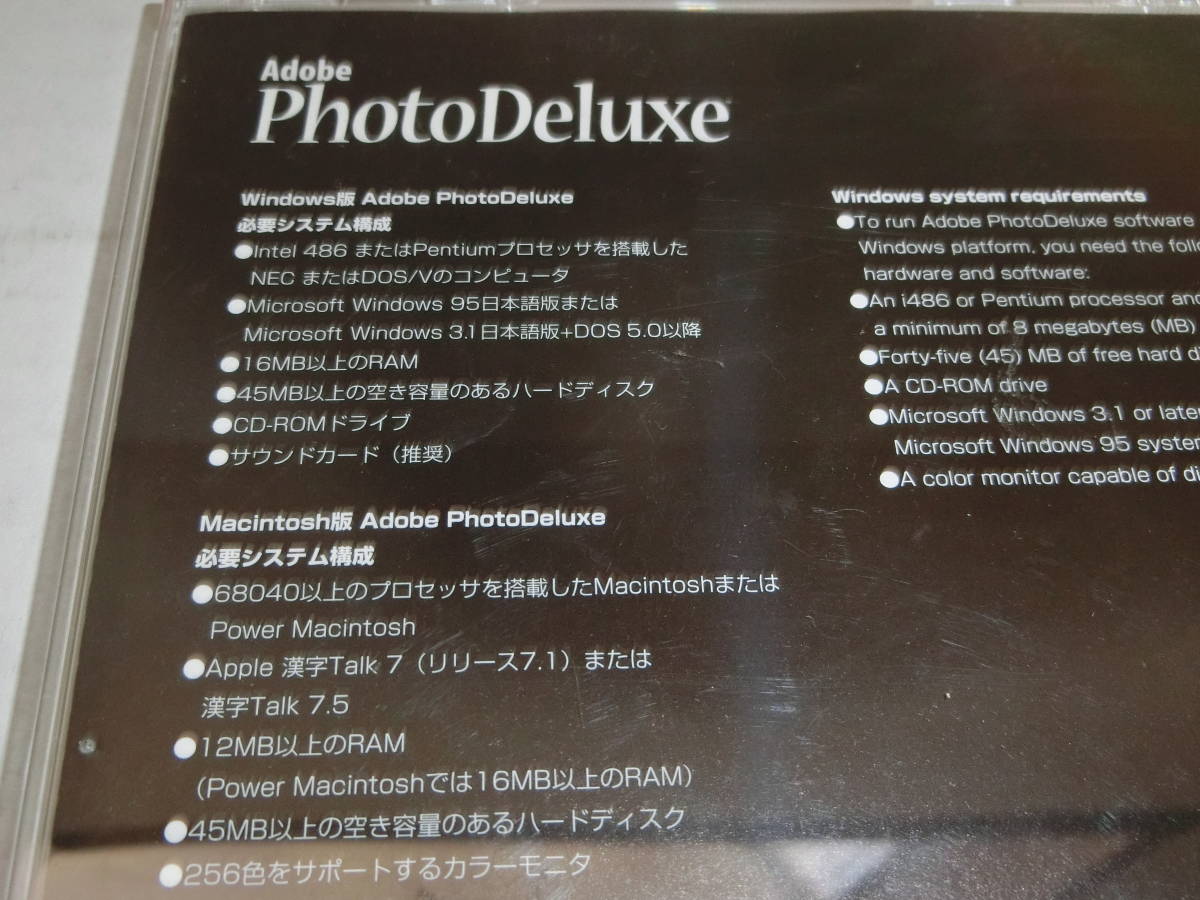 Adobe
PhotoDeluxe
Windows版 Adobe PhotoDeluxe
必要システム構成
●Intel 486 またはPentiumプロセッサを搭載した
NEC またはDOS/Vのコンピュータ
●Microsoft Windows 95日本語版または
Microsoft Windows 3.1日本語版+DOS 5.0以降
●16MB以上のRAM
●45MB以上の空き容量のあるハードディスク
●CD-ROMドライブ
●サウンドカード（推奨）
Macintosh版 Adobe PhotoDeluxe
必要システム構成
●68040以上のプロセッサを搭載したMacintoshまたは
Power Macintosh
●Apple 漢字Talk 7（リリース7.1）または
漢字Talk 7.5
●12MB以上のRAM
（Power Macintoshでは16MB以上のRAM）
●45MB以上の空き容量のあるハードディスク
●256色をサポートするカラーモニタ
Windows system requirements
●To run Adobe PhotoDeluxe software
Windows platform, you need the follo
hardware and software:
●An i486 or Pentium processor and
a minimum of 8 megabytes (MB)
●Forty-five (45) MB of free hard di
●A CD-ROM drive
●Microsoft Windows 3.1 or later
Microsoft Windows 95 system
●A color monitor capable of di